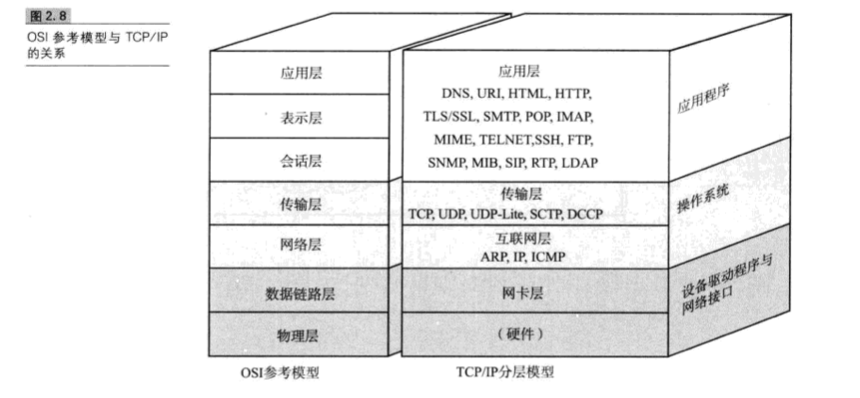 图 2.8
OSI 参考模型与 TCP/IP
的关系
应用层
表示层
会话层
传输层
网络层
数据链路层
物理层
OSI参考模型
应用层
DNS, URI, HTML, HTTP,
TLS/SSL, SMTP, POP, IMAP,
MIME, TELNET,SSH, FTP,
SNMP, MIB, SIP, RTP, LDAP
传输层
TCP, UDP, UDP-Lite, SCTP, DCCP
互联网层
ARP, IP, ICMP
网卡层
（硬件）
TCP/IP分层模型
应用程序
操作系统
设备驱动程序与
网络接口